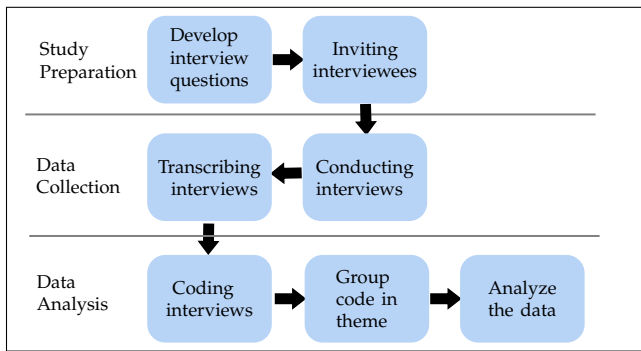 Study
Preparation
Develop
interview
questions
Inviting
interviewees
Data
Collection
Transcribing
interviews
Conducting
interviews
Data
Analysis
Coding
interviews
Group
code in
theme
Analyze
the data